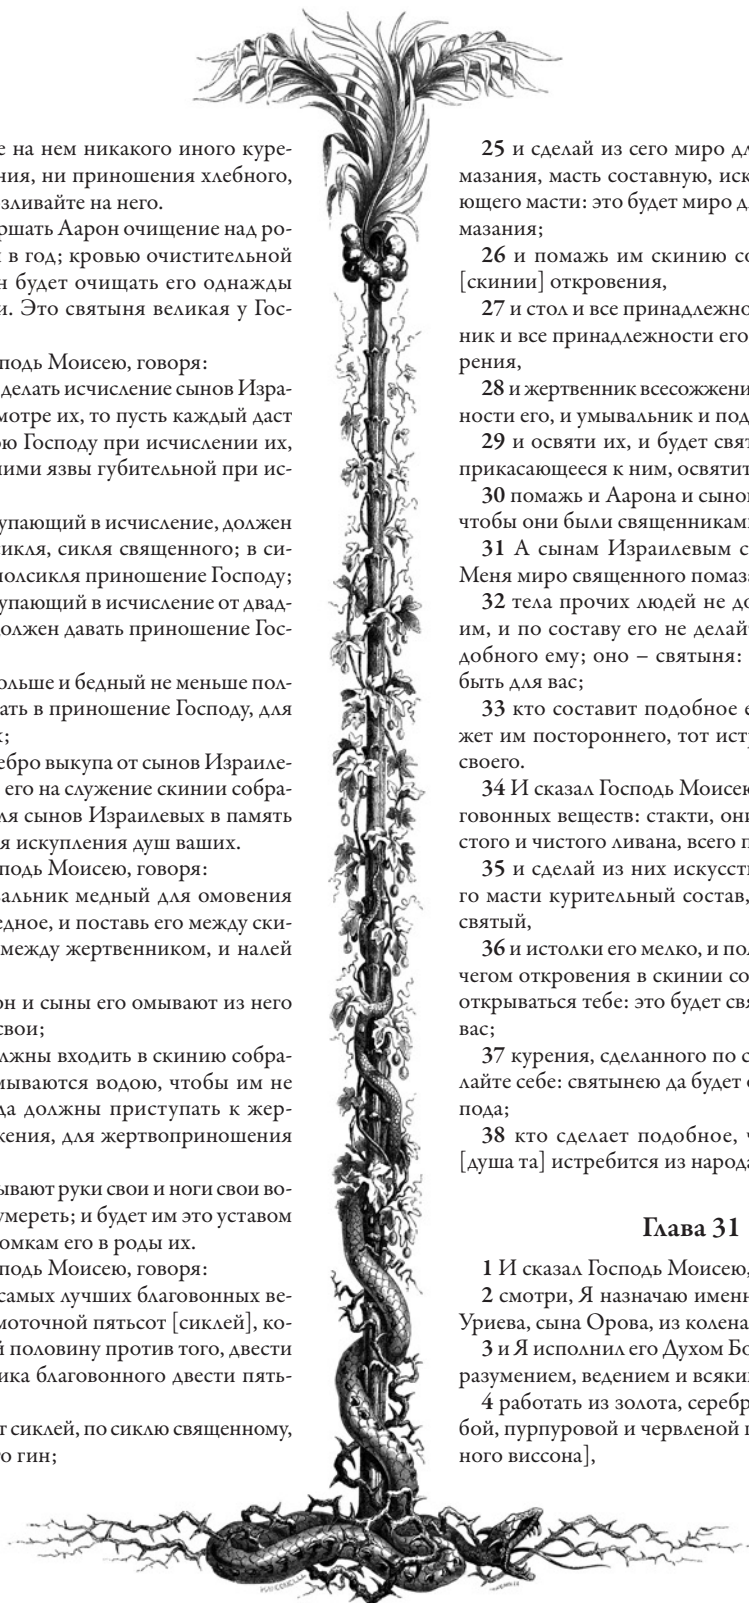 е на нем никакого иного куре-
ния, ни приношения хлебного,
зливайте на него.
ршать Аарон очищение над ро-
в год; кровью очистительной
н будет очищать его однажды
и. Это святыня великая у Гос-
подь Моисею, говоря:
делать исчисление сынов Изра-
мотре их, то пусть каждый даст
ою Господу при исчислении их,
ними язвы губительной при ис-
упающий в исчисление, должен
сикля, сикля священного; в си-
полсикля приношение Господу;
упающий в исчисление от двад-
должен давать приношение Гос-
ольше и бедный не меньше пол-
ать в приношение Господу, для
х;
ебро выкупа от сынов Израиле-
его на служение скинии собра-
ля сынов Израилевых в память
я искупления душ ваших.
подь Моисею, говоря:
вальник медный для омовения
едное, и поставь его между ски-
между жертвенником, и налей
он и сыны его омывают из него
свои;
лжны входить в скинию собра-
мываются водою, чтобы им не
да должны приступать к жер-
жения, для жертвоприношения
ывают руки свои и ноги свои во-
умереть; и будет им это уставом
омкам его в роды их.
подь Моисею, говоря:
самых лучших благовонных ве-
моточной пятьсот [сиклей], ко-
й половину против того, двести
ика благовонного двести пять-
т сиклей, по сиклю священному,
го гин;
25 и сделай из сего миро дл
мазания, масть составную, иск
ющего масти: это будет миро д
мазания;
26 и помажь им скинию со
[скинии] откровения,
27 и стол и все принадлежно
ник и все принадлежности его
рения,
28 и жертвенник всесожжени
ности его, и умывальник и под
29 и освяти их, и будет свят
прикасающееся к ним, освятит
30 помажь и Аарона и сынов
чтобы они были священниками
31 А сынам Израилевым с
Меня миро священного помаз
32 тела прочих людей не до
им, и по составу его не делай
добного ему; оно – святыня:
быть для вас;
33 кто составит подобное е
жет им постороннего, тот ист
своего.
34 И сказал Господь Моисею
говонных веществ: стакти, они
стого и чистого ливана, всего п
35 и сделай из них искусст
го масти курительный состав,
святый,
36 и истолки его мелко, и пол
чегом откровения в скинии со
открываться тебе: это будет свя
вас;
37 курения, сделанного по с
лайте себе: святынею да будет о
пода;
38 кто сделает подобное, ч
[душа та] истребится из народа
Глава 31
1 И сказал Господь Моисею,
2 смотри, Я назначаю именн
Уриева, сына Орова, из колена
3 и Я исполнил его Духом Бо
разумением, ведением и всяки
4 работать из золота, серебр
бой, пурпуровой и червленой п
ного виссона],